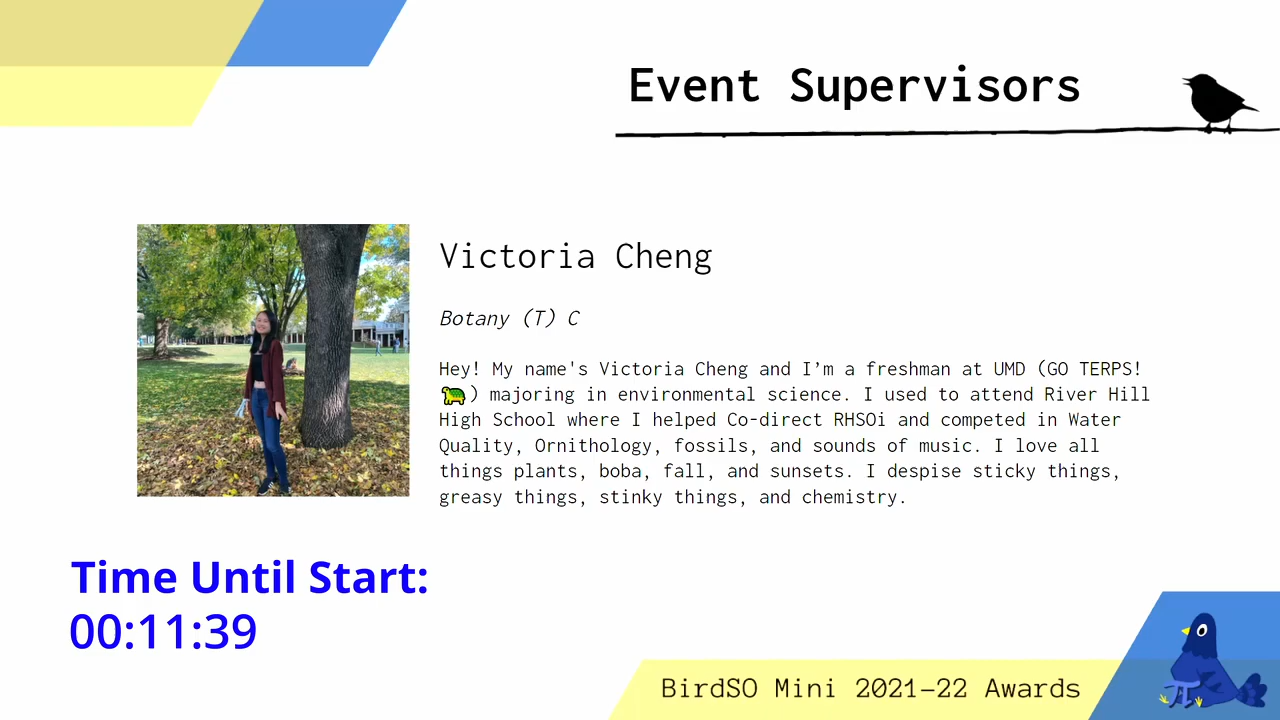 Event Supervisors
Victoria Cheng
Botany (T) C
Hey! My name's Victoria Cheng and I’m a freshman at UMD (GO TERPS!
🐢) majoring in environmental science. I used to attend River Hill
High School where I helped Co-direct RHSOi and competed in Water
Quality, Ornithology, fossils, and sounds of music. I love all
things plants, boba, fall, and sunsets. I despise sticky things,
greasy things, stinky things, and chemistry.
Time Until Start:
00:11:39
BirdSO Mini 2021-22 Awards